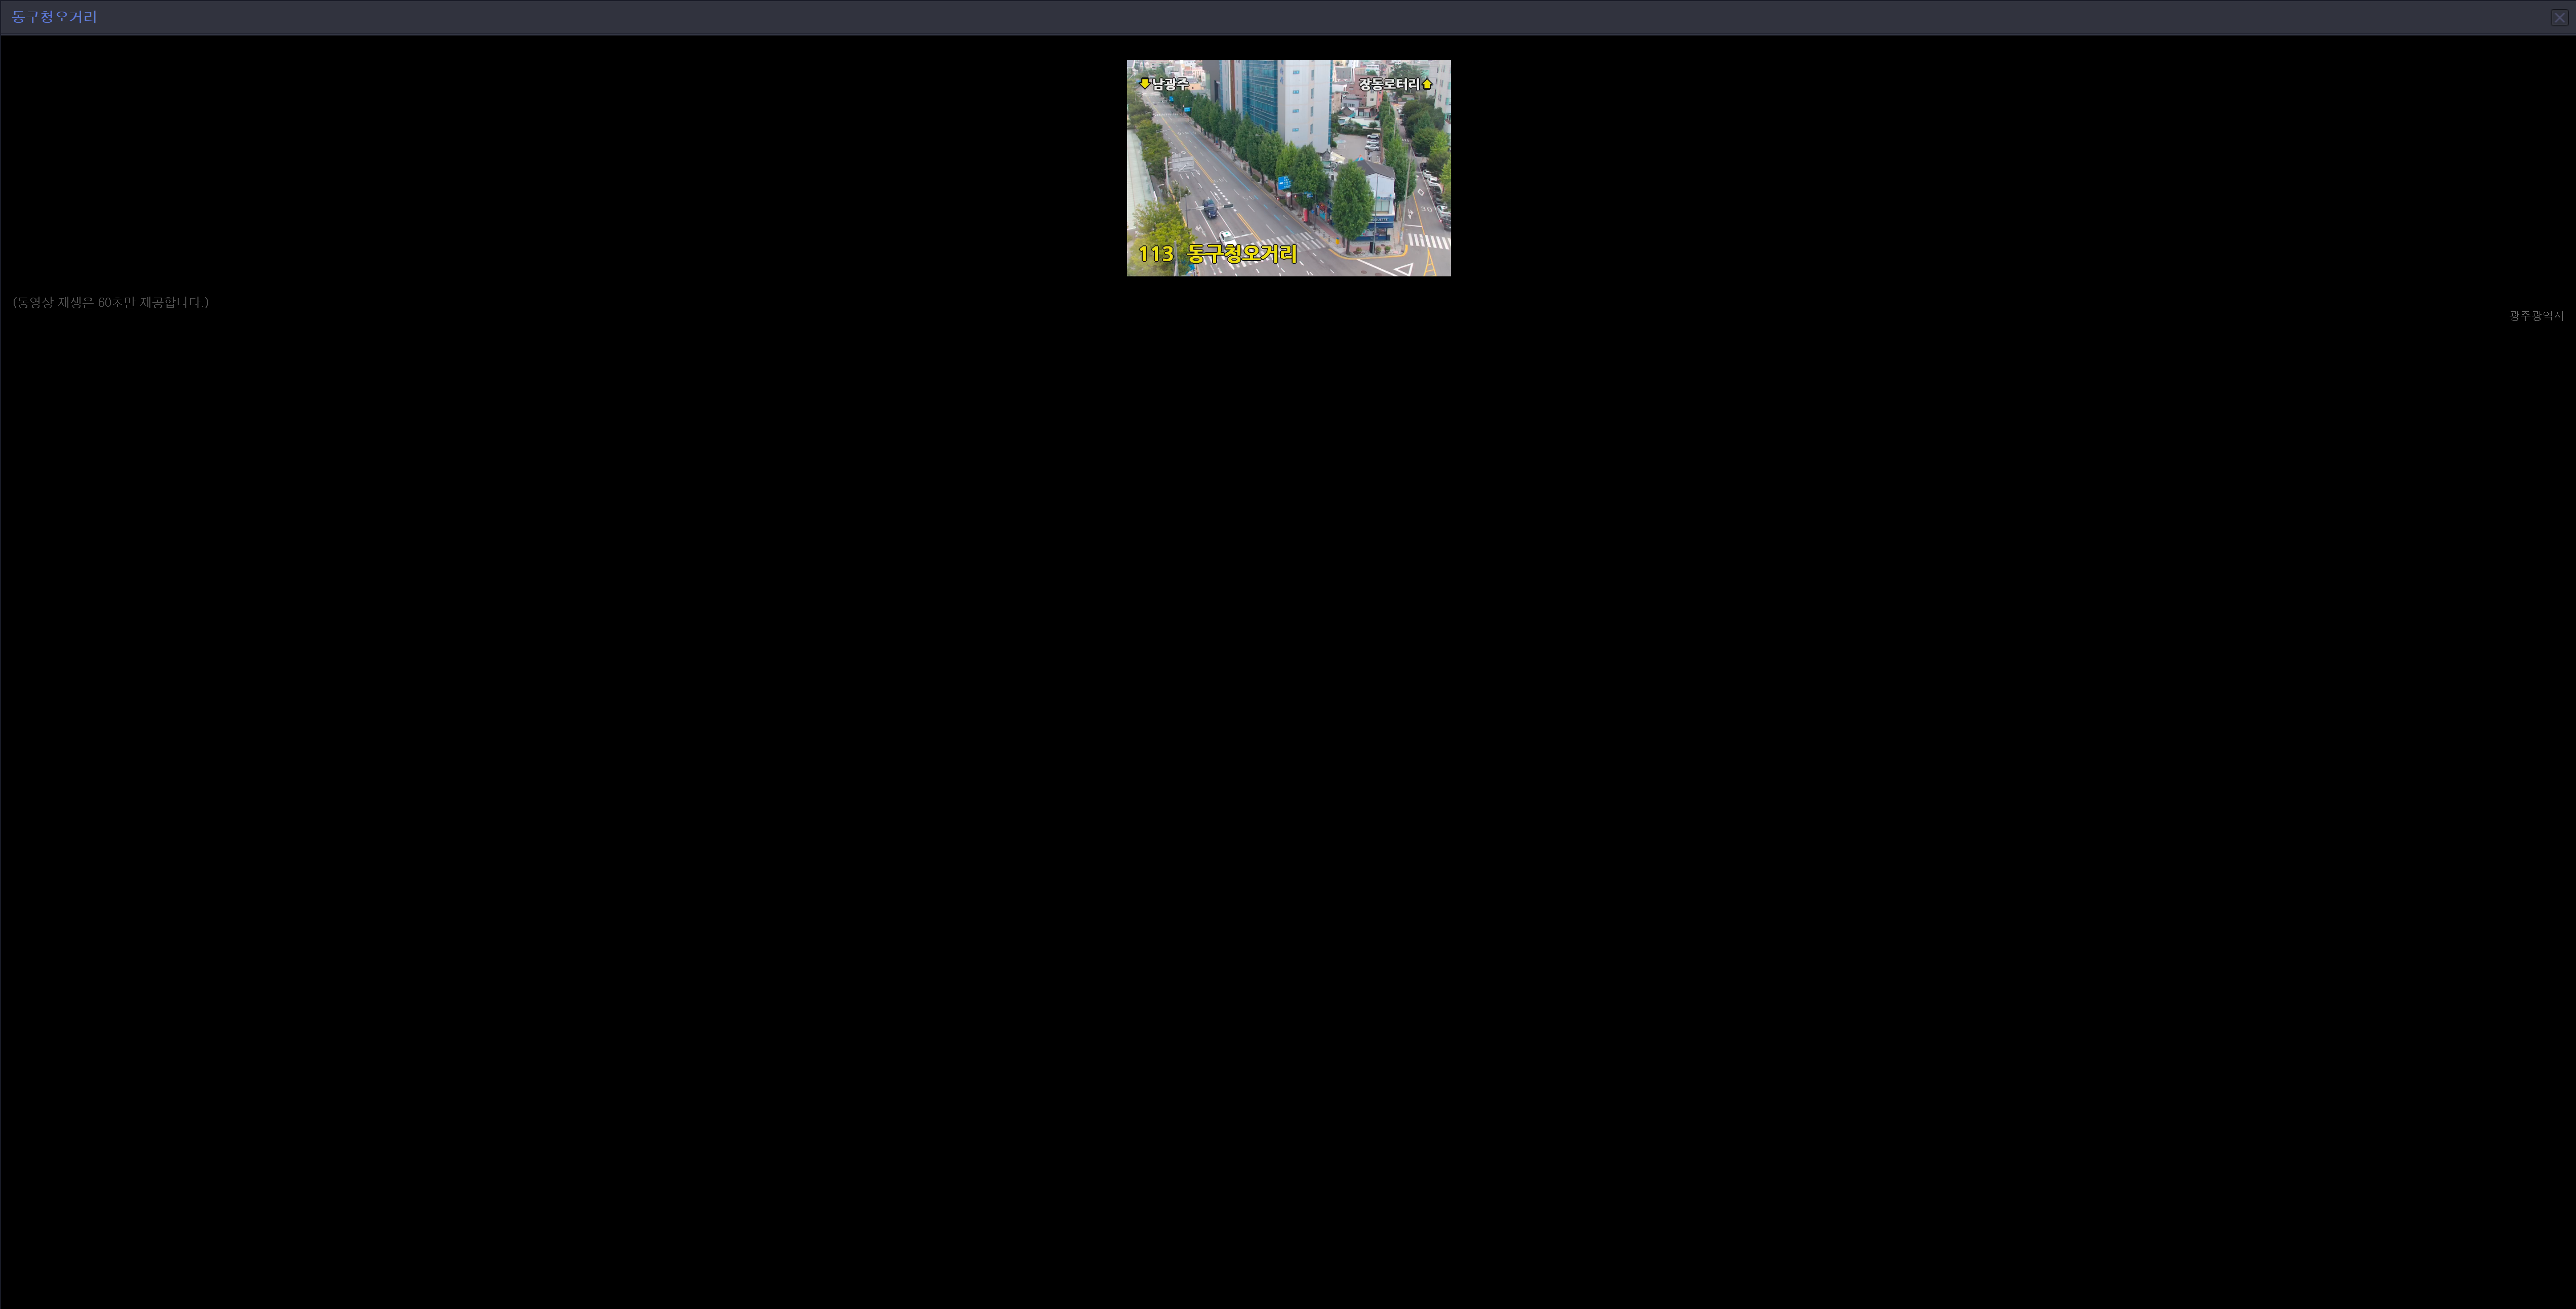 동구청오거리
남광주
장동로터리
113 동구청오거리
(동영상 재생은 60초만 제공합니다.)
광주광역시